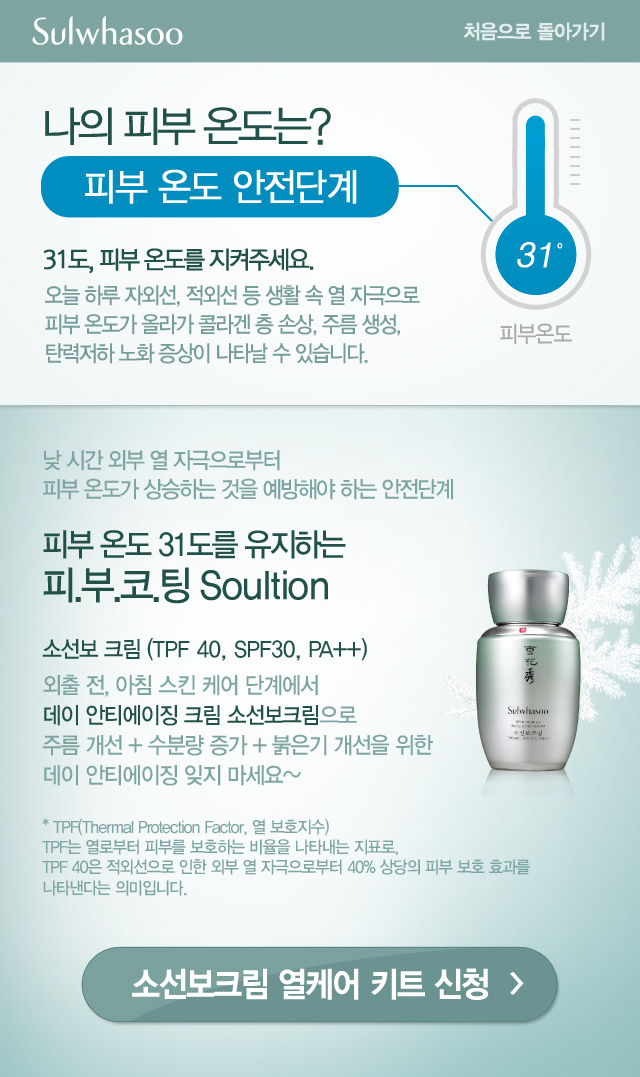 Sulwhasoo
처음으로 돌아가기
나의 피부 온도는?
피부 온도 안전단계
31°
피부온도
31도, 피부 온도를 지켜주세요.
오늘 하루 자외선, 적외선 등 생활 속 열 자극으로
피부 온도가 올라가 콜라겐 층 손상, 주름 생성,
탄력저하 노화 증상이 나타날 수 있습니다.
낮 시간 외부 열 자극으로부터
피부 온도가 상승하는 것을 예방해야 하는 안전단계
피부 온도 31도를 유지하는
피.부.코.팅 Soultion
소선보 크림 (TPF 40, SPF30, PA++)
외출 전, 아침 스킨 케어 단계에서
데이 안티에이징 크림 소선보크림으로
주름 개선 + 수분량 증가 + 붉은기 개선을 위한
데이 안티에이징 잊지 마세요~
雪花秀
Sulwhasoo
소선보크림
* TPF(Thermal Protection Factor, 열 보호지수)
TPF는 열로부터 피부를 보호하는 비율을 나타내는 지표로,
TPF 40은 적외선으로 인한 외부 열 자극으로부터 40% 상당의 피부 보호 효과를
나타낸다는 의미입니다.
소선보크림 열케어 키트 신청 >